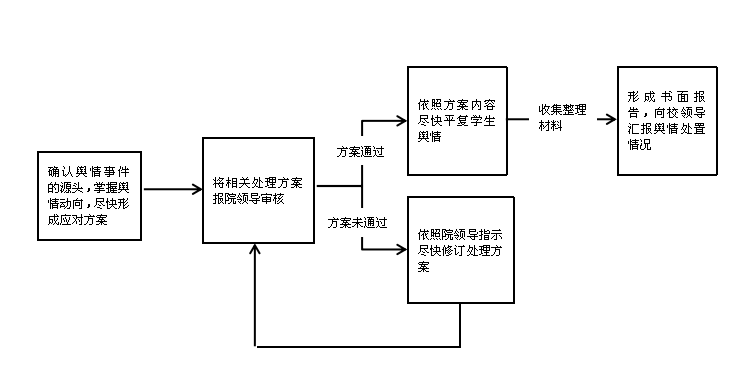 确认舆情事件
的源头,掌握舆
情动向,尽快形
成应对方案
将相关处理方案
报院领导审核
方案通过
方案未通过
依照方案内容
尽快平复学生
舆情
依照院领导指示
尽快修订处理方
案
收集整理
材料
形成书面报
告,向校领导
汇报舆情处置
情况